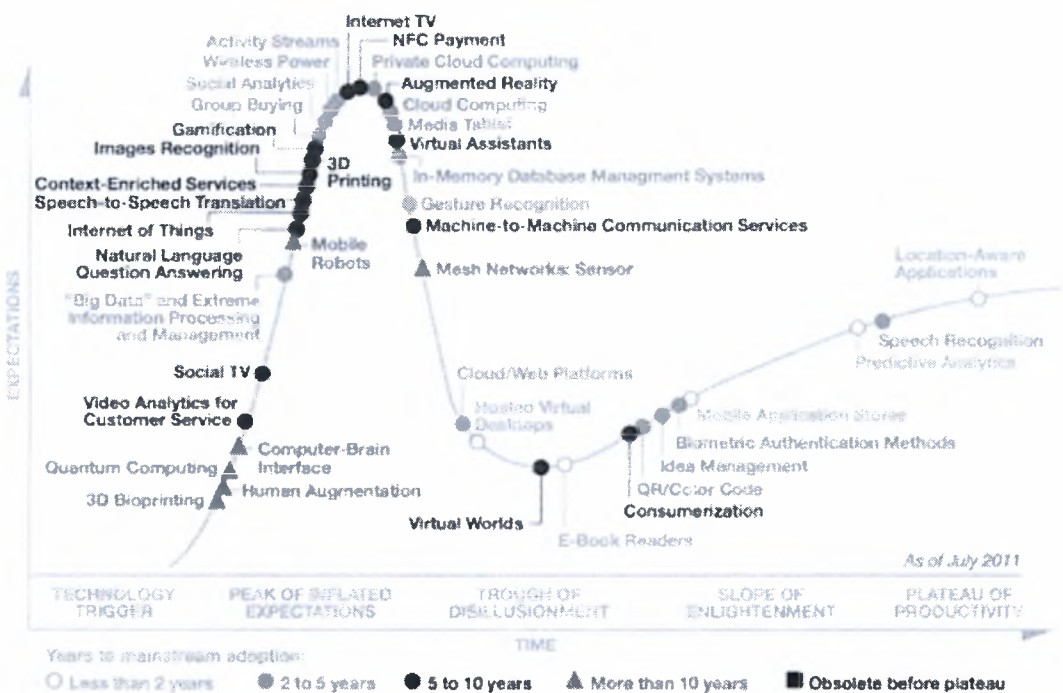 Internet TV
Activity Streams
NFC Payment
Wireless Power
Private Cloud Computing
Social Analytics
Augmented Reality
Group Buying
Cloud Computing
Gamification
Media Tablet
Images Recognition
Virtual Assistants
3D
Printing
In-Memory Database Managment Systems
Context-Enriched Services
Speech-to-Speech Translation
Gesture Recognition
Internet of Things
Machine-to-Machine Communication Services
Natural Language
Question Answering
Mobile
Robots
Mesh Networks: Sensor
Location-Aware
Applications
"Big Data" and Extreme
Information Processing
and Management
EXPECTATIONS
Speech Recognition
Predictive Analytics
Social TV
Cloud/Web Platforms
Video Analytics for
Customer Service
Hosted Virtual
Desktops
Mobile Application Stores
Biometric Authentication Methods
Computer-Brain
Interface
Idea Management
Quantum Computing
QR/Color Code
Human Augmentation
3D Bioprinting
Consumerization
Virtual Worlds
E-Book Readers
As of July 2011
TECHNOLOGY
TRIGGER
PEAK OF INFLATED
EXPECTATIONS
TROUGH OF
DISILLUSIONMENT
SLOPE OF
ENLIGHTENMENT
PLATEAU OF
PRODUCTIVITY
TIME
Years to mainstream adoption:
Less than 2 years 2 to 5 years 5 to 10 years More than 10 years Obsolete before plateau